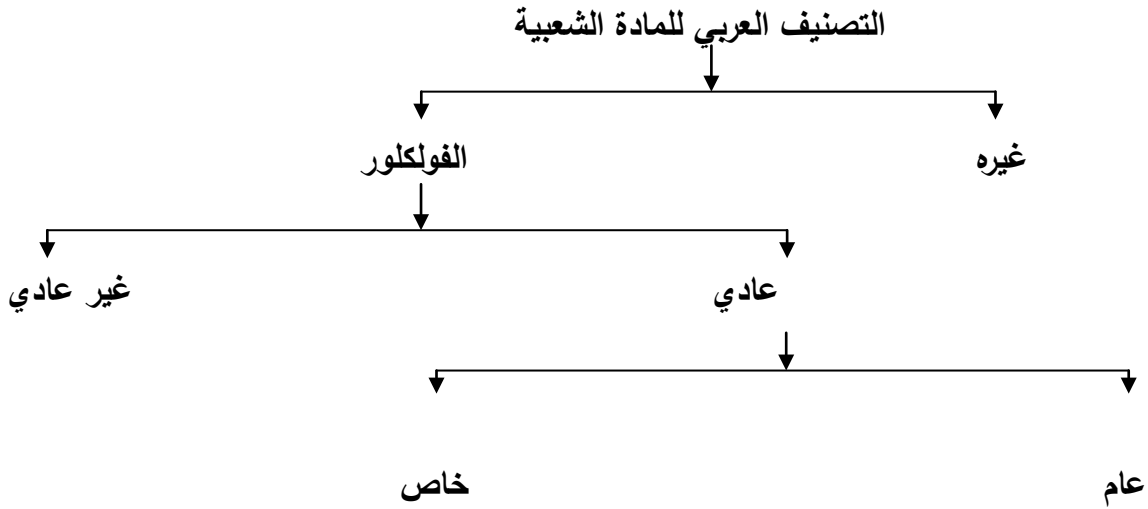 التصنيف العربي للمادة الشعبية
غيره الفولكلور
عادي غير عادي
عام خاص